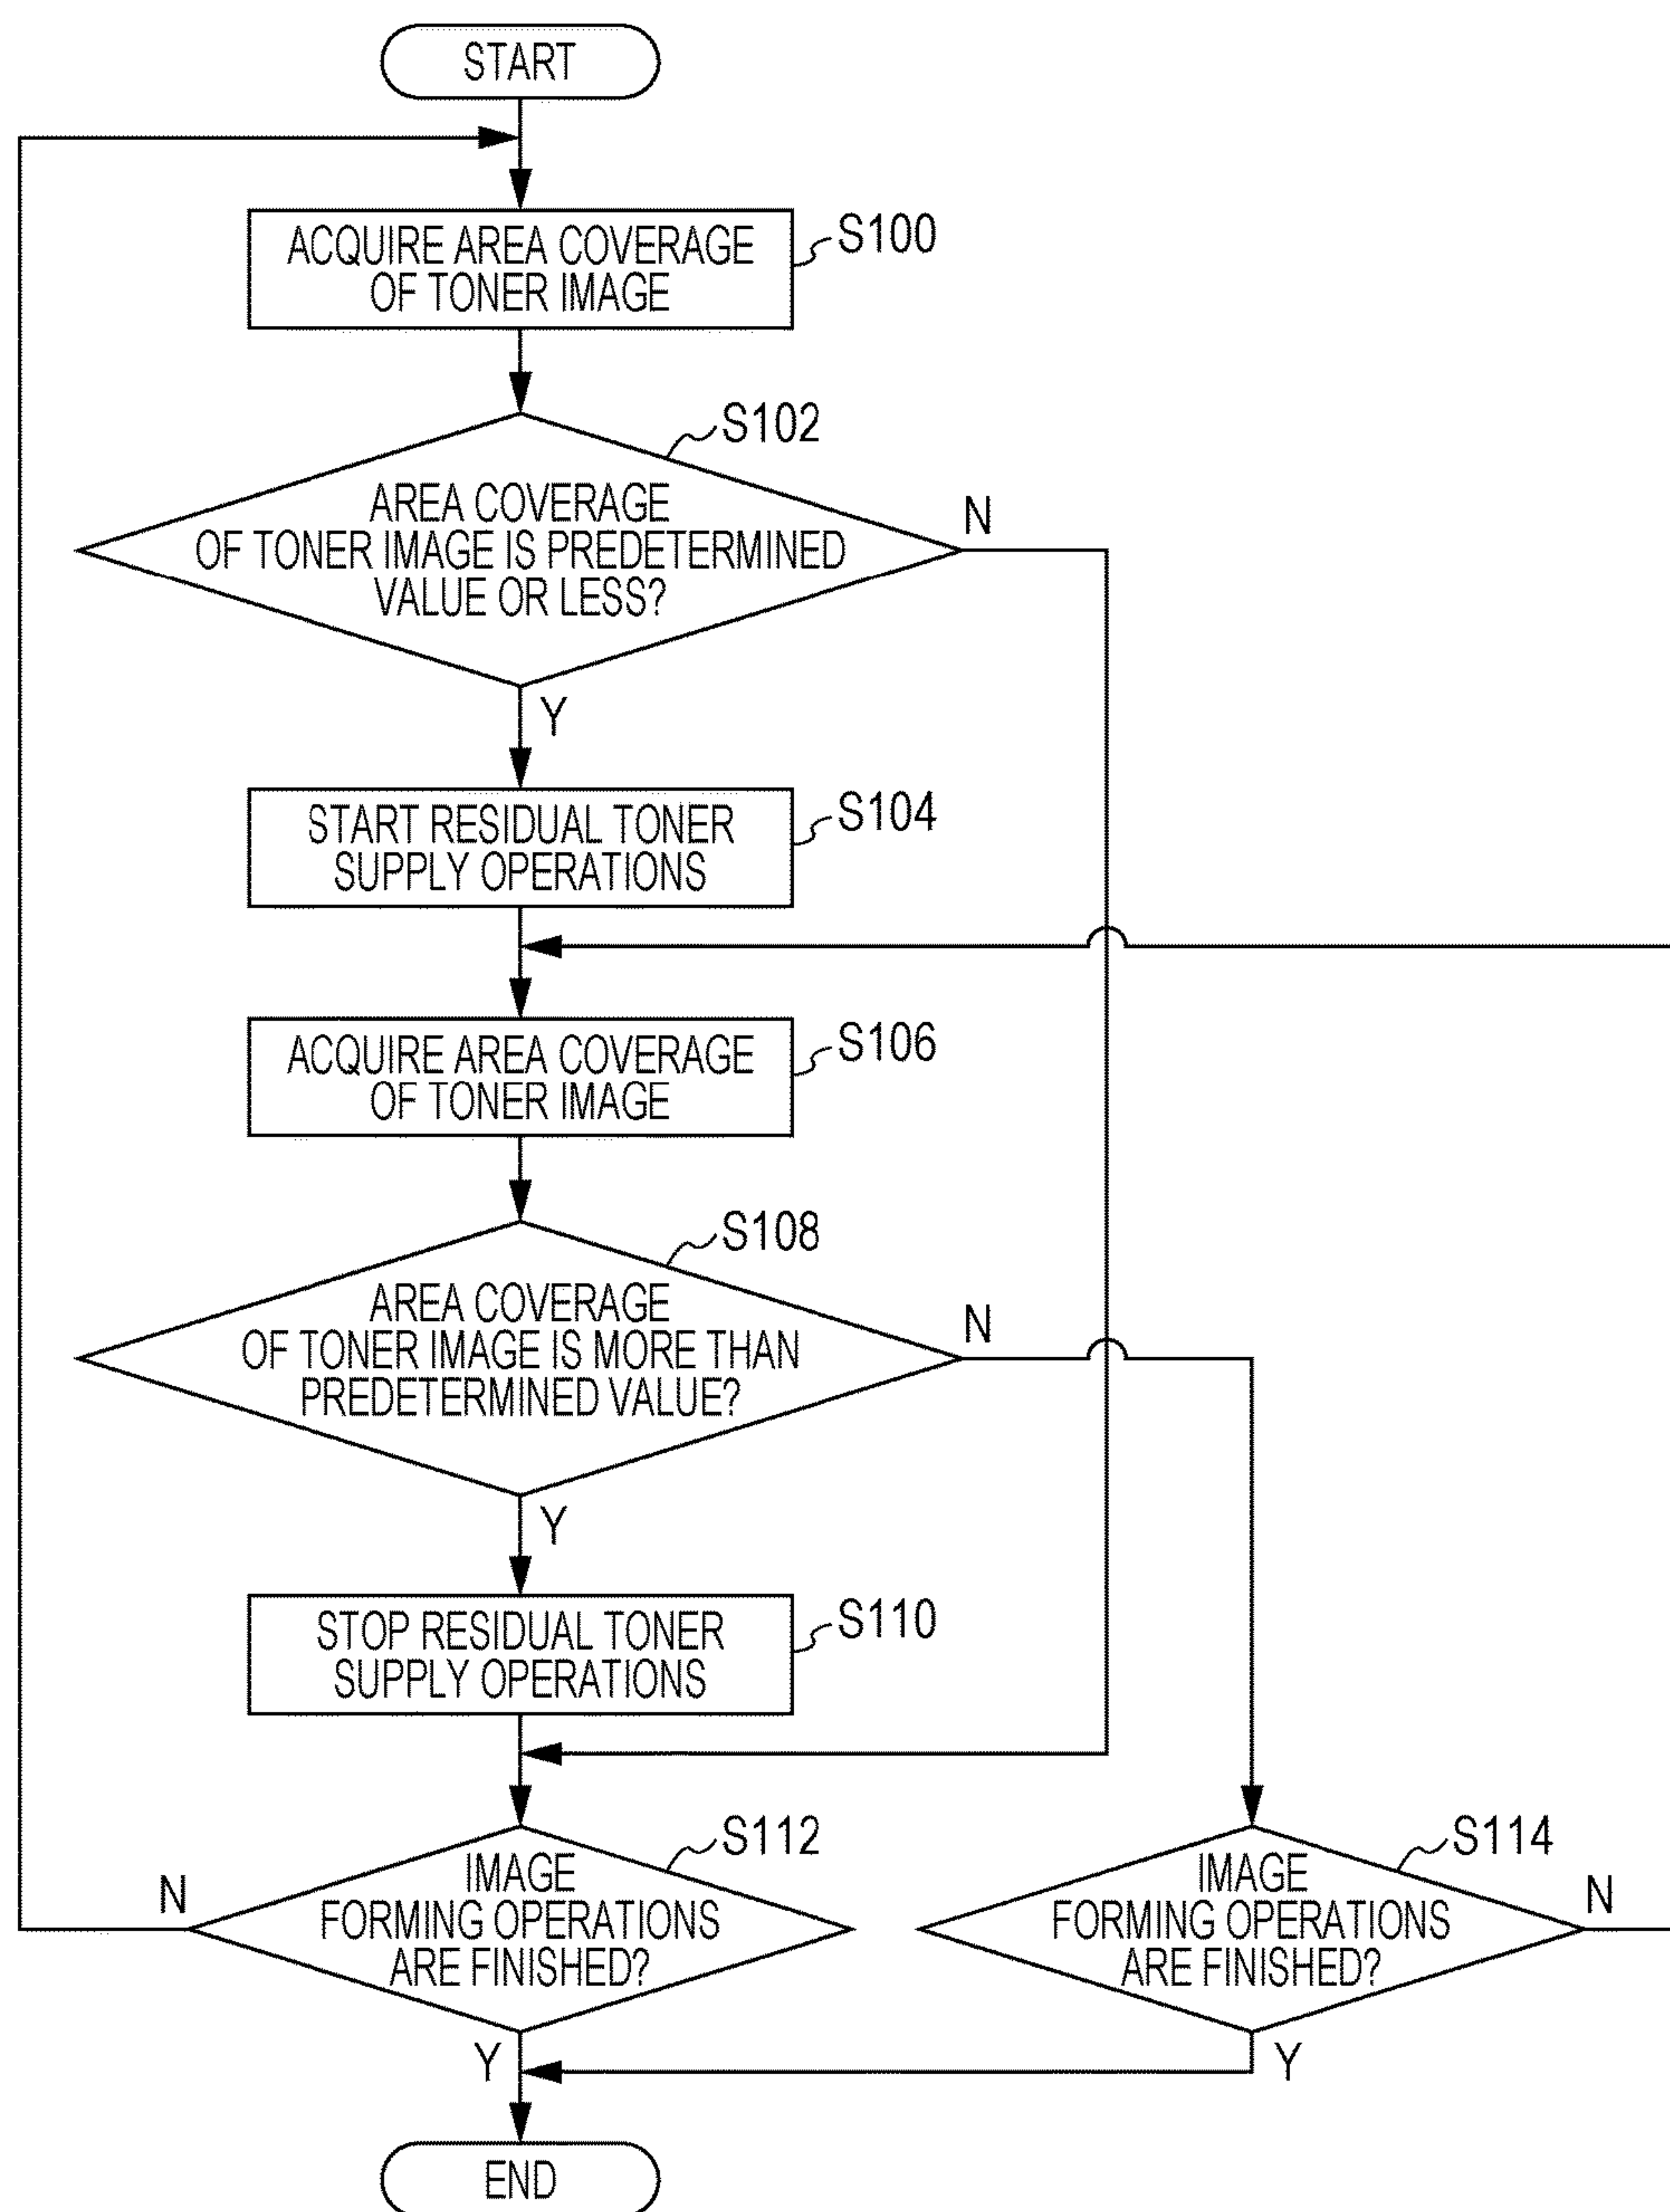 START
ACQUIRE AREA COVERAGE
OF TONER IMAGE
S100
S102
AREA COVERAGE
OF TONER IMAGE IS PREDETERMINED
VALUE OR LESS?
N
Y
START RESIDUAL TONER
SUPPLY OPERATIONS
S104
ACQUIRE AREA COVERAGE
OF TONER IMAGE
S106
S108
AREA COVERAGE
OF TONER IMAGE IS MORE THAN
PREDETERMINED VALUE?
N
Y
STOP RESIDUAL TONER
SUPPLY OPERATIONS
S110
S112
IMAGE
FORMING OPERATIONS
ARE FINISHED?
N
Y
S114
IMAGE
FORMING OPERATIONS
ARE FINISHED?
N
Y
END